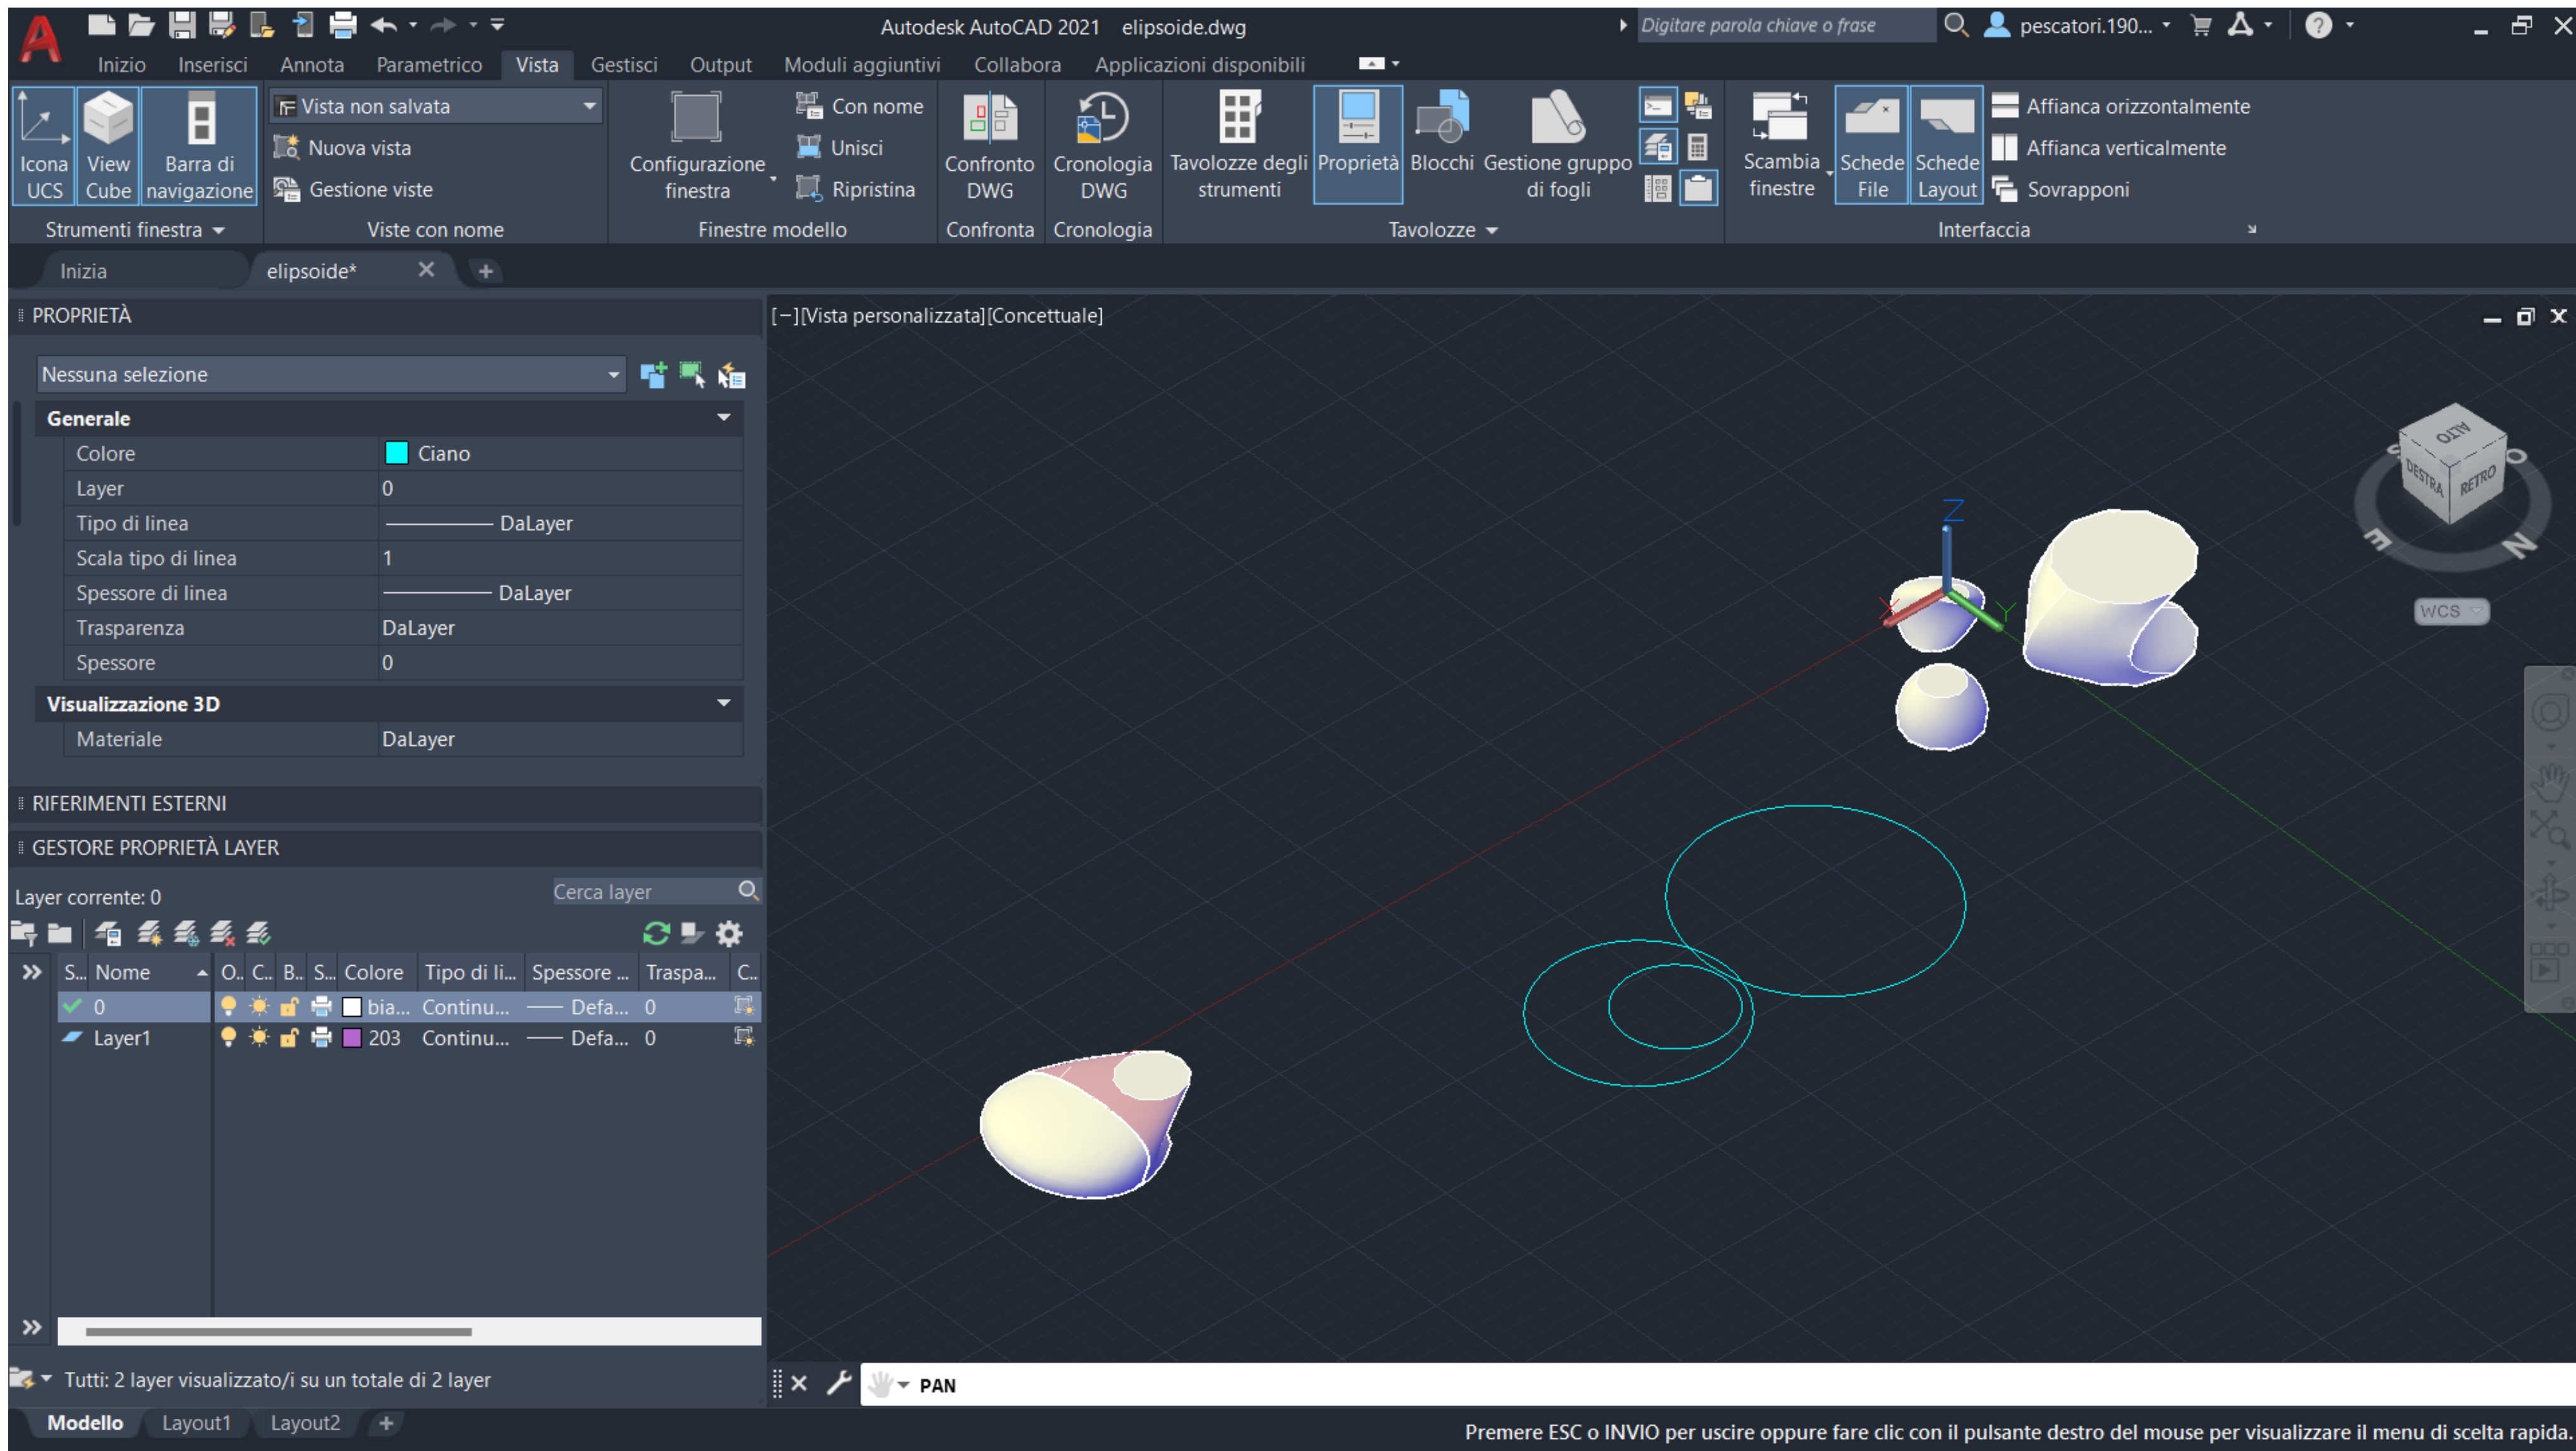 Autodesk AutoCAD 2021 elipsoide.dwg
Digitare parola chiave o frase
pescatori.190...
Inizio Inserisci Annota Parametrico Vista Gestisci Output Moduli aggiuntivi Collabora Applicazioni disponibili
Icona UCS
View Cube
Barra di navigazione
Strumenti finestra
Vista non salvata
Nuova vista
Gestione viste
Viste con nome
Configurazione finestra
Con nome
Unisci
Ripristina
Finestre modello
Confronto DWG
Confronta
Cronologia DWG
Cronologia
Tavolozze degli strumenti
Proprietà
Blocchi
Gestione gruppo di fogli
Tavolozze
Scambia finestre
Schede File
Schede Layout
Affianca orizzontalmente
Affianca verticalmente
Sovrapponi
Interfaccia
Inizia elipsoide*
PROPRIETÀ
Nessuna selezione
Generale
Colore Ciano
Layer 0
Tipo di linea DaLayer
Scala tipo di linea 1
Spessore di linea DaLayer
Trasparenza DaLayer
Spessore 0
Visualizzazione 3D
Materiale DaLayer
RIFERIMENTI ESTERNI
GESTORE PROPRIETÀ LAYER
Layer corrente: 0
Cerca layer
S... Nome O.. C.. B.. S... Colore Tipo di li... Spessore ... Traspa... C..
0 bia... Continu... Defa... 0
Layer1 203 Continu... Defa... 0
Tutti: 2 layer visualizzato/i su un totale di 2 layer
Modello Layout1 Layout2
[−][Vista personalizzata][Concettuale]
Z
X
Y
ALTO
DESTRA
RETRO
S
O
E
N
WCS
PAN
Premere ESC o INVIO per uscire oppure fare clic con il pulsante destro del mouse per visualizzare il menu di scelta rapida.